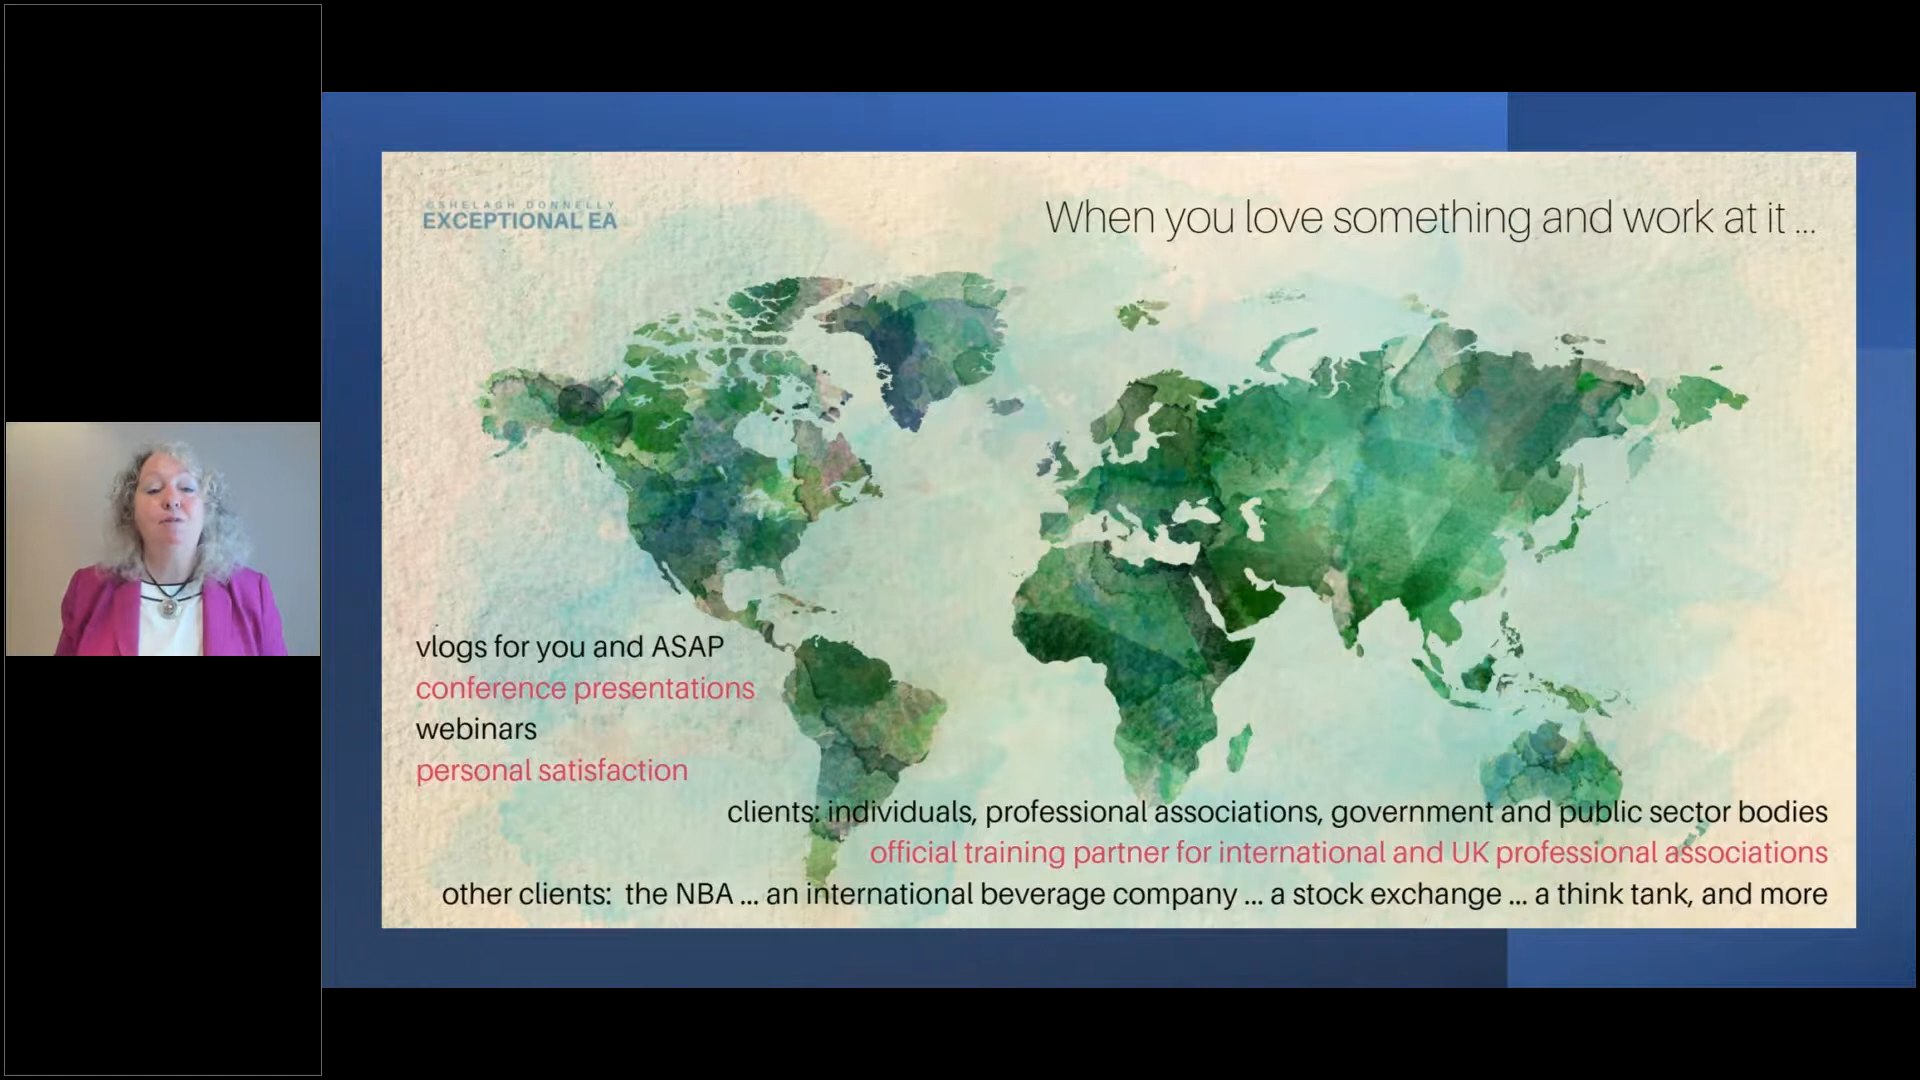 ©SHELAGH DONNELLY
EXCEPTIONAL EA
When you love something and work at it ...
vlogs for you and ASAP
conference presentations
webinars
personal satisfaction
clients: individuals, professional associations, government and public sector bodies
official training partner for international and UK professional associations
other clients: the NBA ... an international beverage company ... a stock exchange ... a think tank, and more